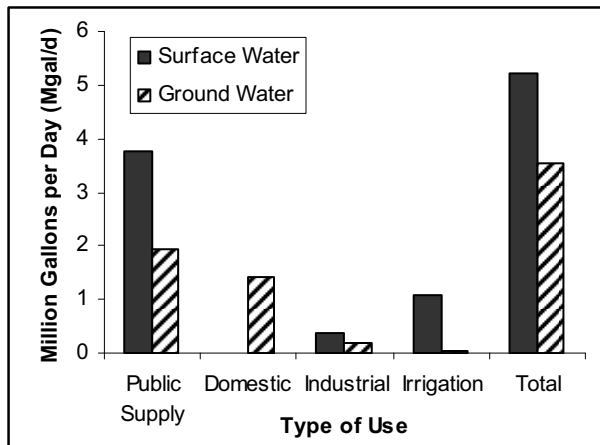 Million Gallons per Day (Mgal/d)
6
5
4
3
2
1
0
Surface Water
Ground Water
Public Supply
Domestic
Industrial
Irrigation
Total
Type of Use